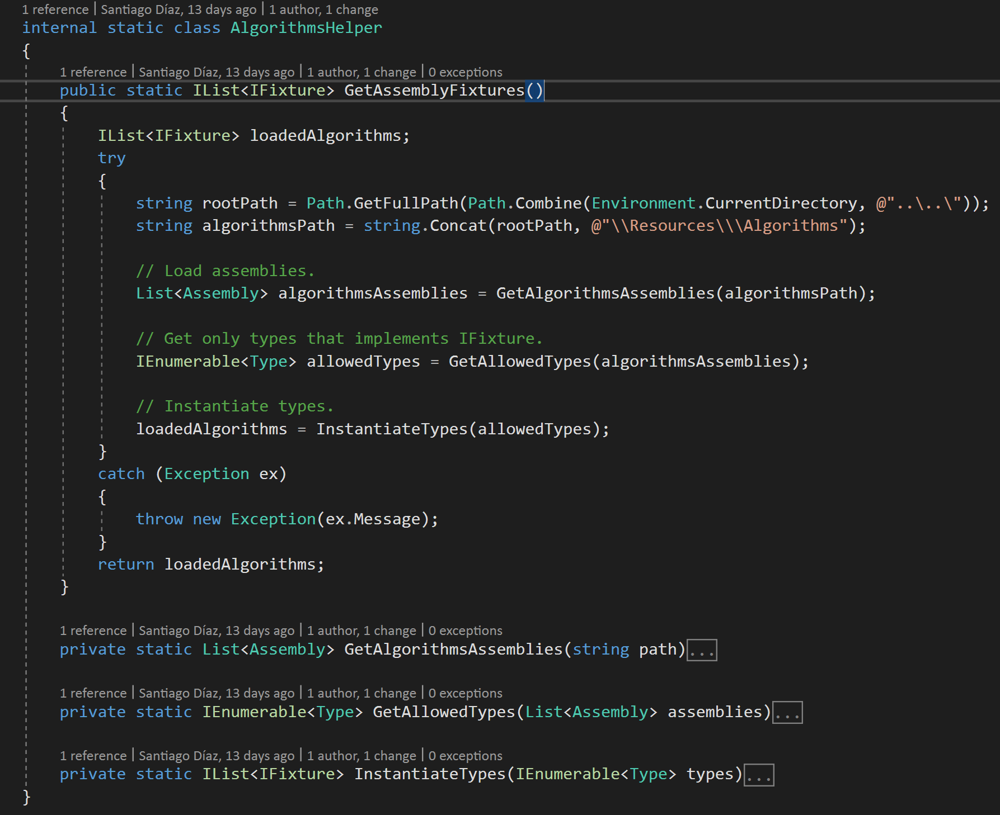 1 reference | Santiago Díaz, 13 days ago | 1 author, 1 change
internal static class AlgorithmsHelper
{
1 reference | Santiago Díaz, 13 days ago | 1 author, 1 change | 0 exceptions
public static IList<IFixture> GetAssemblyFixtures()
{
IList<IFixture> loadedAlgorithms;
try
{
string rootPath = Path.GetFullPath(Path.Combine(Environment.CurrentDirectory, @"..\..\"));
string algorithmsPath = string.Concat(rootPath, @"\\Resources\\\Algorithms");
// Load assemblies.
List<Assembly> algorithmsAssemblies = GetAlgorithmsAssemblies(algorithmsPath);
// Get only types that implements IFixture.
IEnumerable<Type> allowedTypes = GetAllowedTypes(algorithmsAssemblies);
// Instantiate types.
loadedAlgorithms = InstantiateTypes(allowedTypes);
}
catch (Exception ex)
{
throw new Exception(ex.Message);
}
return loadedAlgorithms;
}
1 reference | Santiago Díaz, 13 days ago | 1 author, 1 change | 0 exceptions
private static List<Assembly> GetAlgorithmsAssemblies(string path)...
1 reference | Santiago Díaz, 13 days ago | 1 author, 1 change | 0 exceptions
private static IEnumerable<Type> GetAllowedTypes(List<Assembly> assemblies)...
1 reference | Santiago Díaz, 13 days ago | 1 author, 1 change | 0 exceptions
private static IList<IFixture> InstantiateTypes(IEnumerable<Type> types)...
}